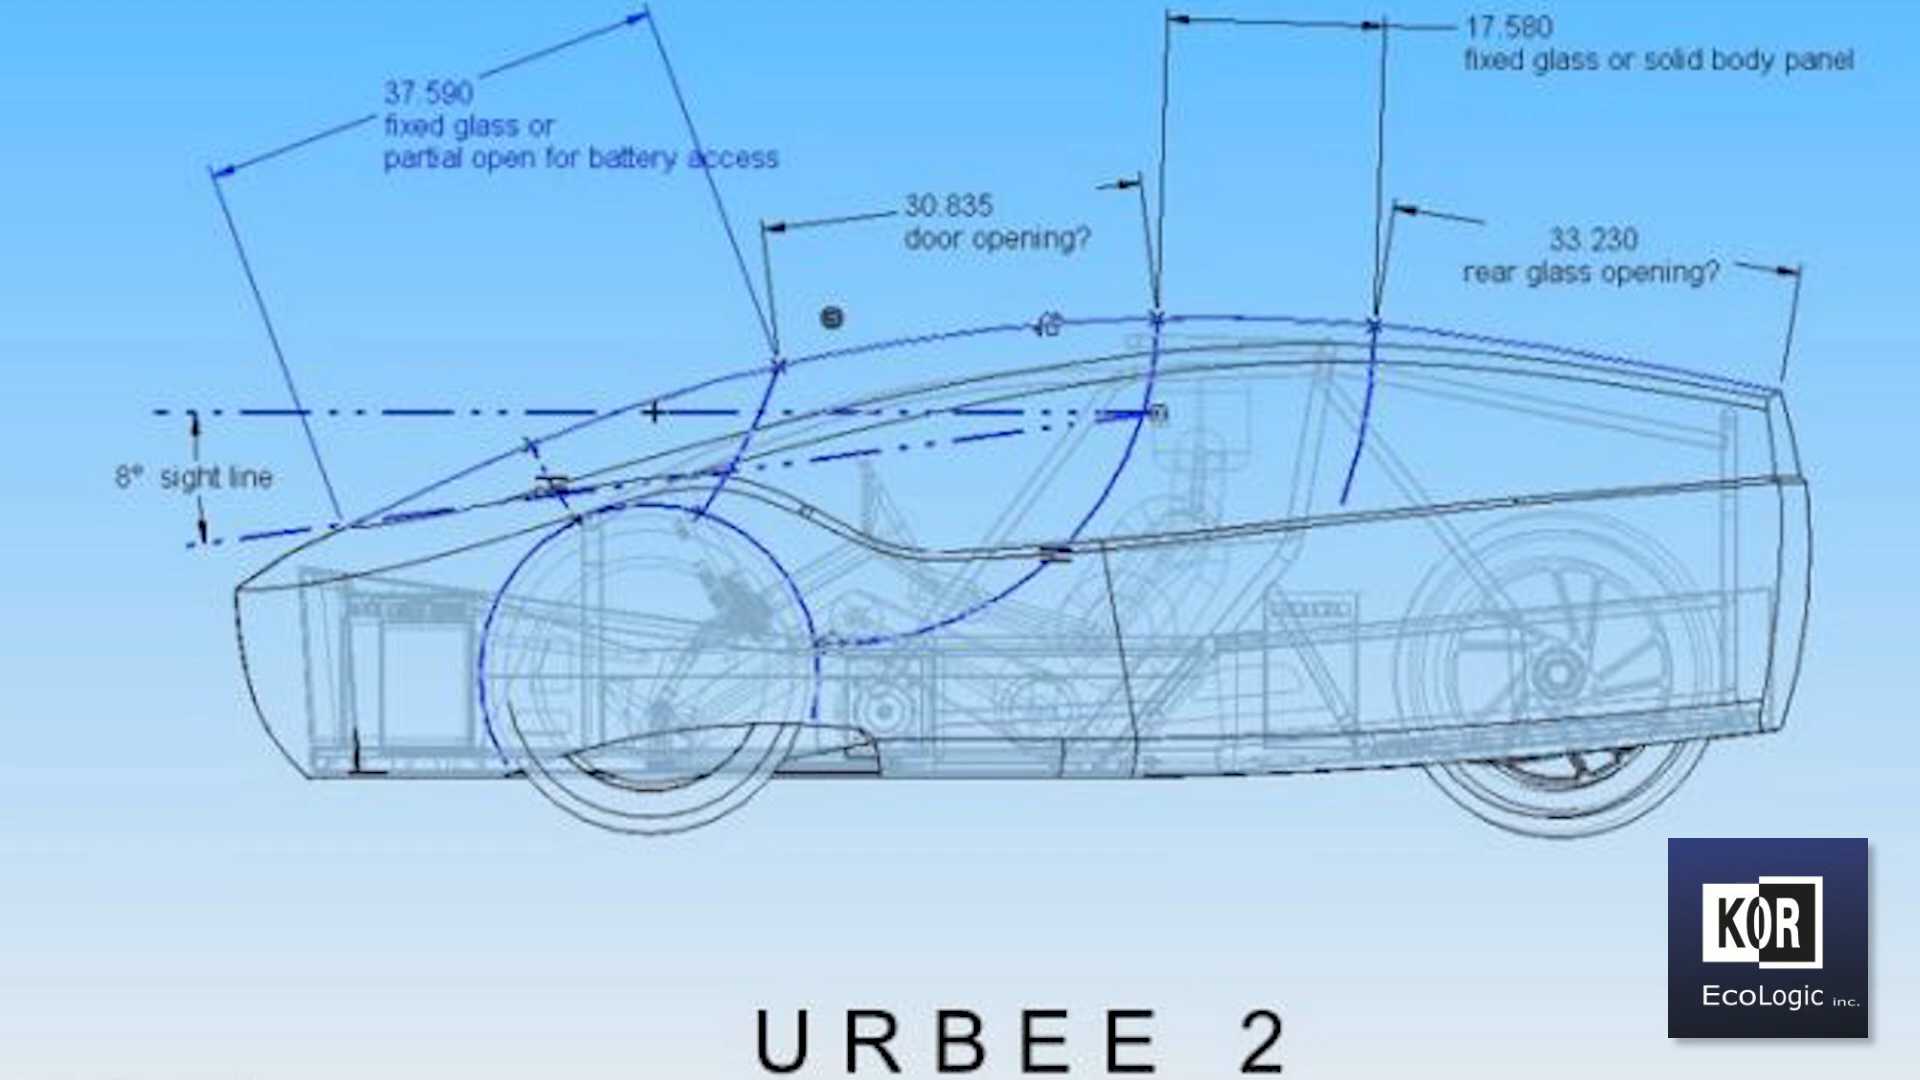 17.580
fixed glass or solid body panel
37.590
fixed glass or
partial open for battery access
30.835
door opening?
33.230
rear glass opening?
8° sight line
KOR
EcoLogic inc.
URBEE 2